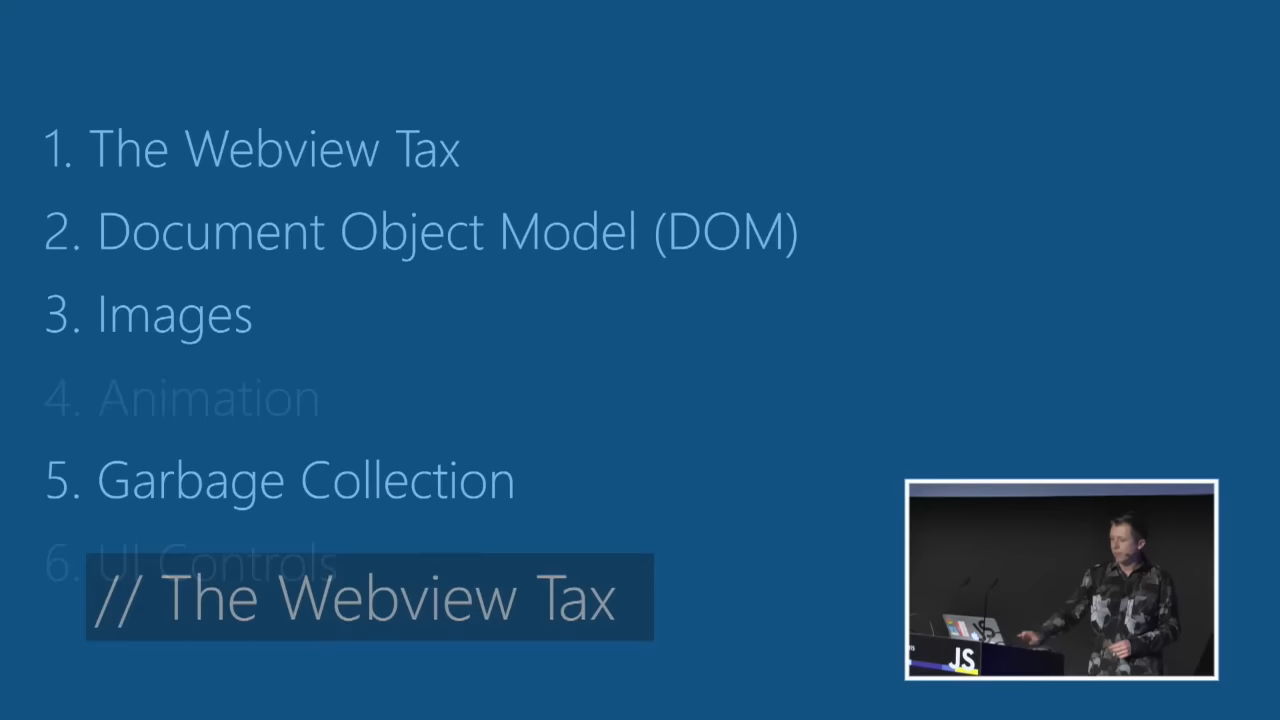 1. The Webview Tax
2. Document Object Model (DOM)
3. Images
4. Animation
5. Garbage Collection
6. UI Controls
// The Webview Tax
JS
JS